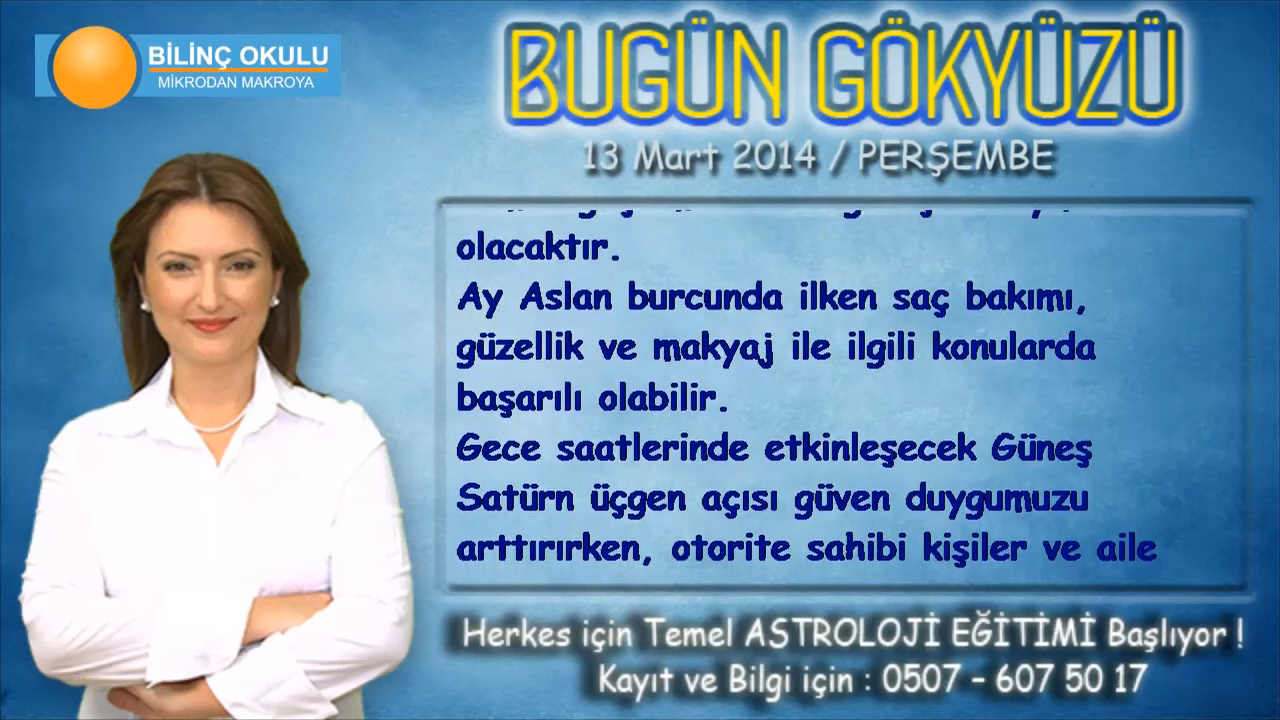 BİLİNÇ OKULU
MİKRODAN MAKROYA
BUGÜN GÖKYÜZÜ
13 Mart 2014 / PERŞEMBE
olacaktır.
Ay Aslan burcunda ilken saç bakımı,
güzellik ve makyaj ile ilgili konularda
başarılı olabilir.
Gece saatlerinde etkinleşecek Güneş
Satürn üçgen açısı güven duygumuzu
arttırırken, otorite sahibi kişiler ve aile
Herkes için Temel ASTROLOJİ EĞİTİMİ Başlıyor !
Kayıt ve Bilgi için : 0507 - 607 50 17